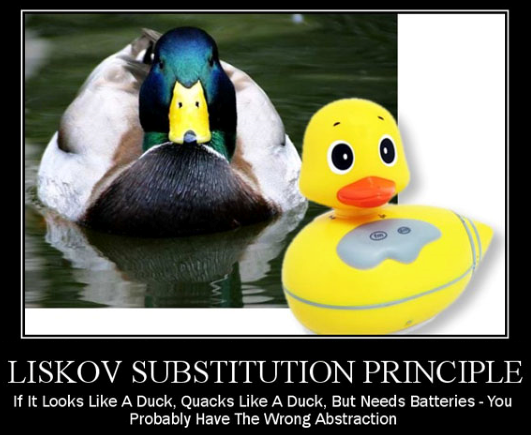 LISKOV SUBSTITUTION PRINCIPLE
If It Looks Like A Duck, Quacks Like A Duck, But Needs Batteries - You
Probably Have The Wrong Abstraction